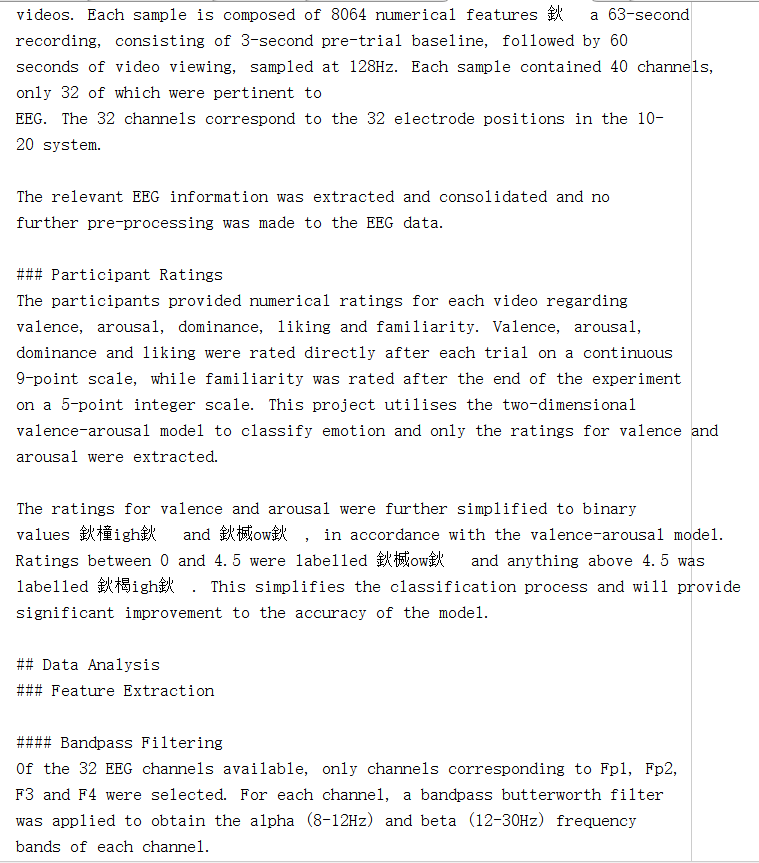 videos. Each sample is composed of 8064 numerical features 鈥 a 63-second
recording, consisting of 3-second pre-trial baseline, followed by 60
seconds of video viewing, sampled at 128Hz. Each sample contained 40 channels,
only 32 of which were pertinent to
EEG. The 32 channels correspond to the 32 electrode positions in the 10-
20 system.
The relevant EEG information was extracted and consolidated and no
further pre-processing was made to the EEG data.
### Participant Ratings
The participants provided numerical ratings for each video regarding
valence, arousal, dominance, liking and familiarity. Valence, arousal,
dominance and liking were rated directly after each trial on a continuous
9-point scale, while familiarity was rated after the end of the experiment
on a 5-point integer scale. This project utilises the two-dimensional
valence-arousal model to classify emotion and only the ratings for valence and
arousal were extracted.
The ratings for valence and arousal were further simplified to binary
values 鈥橦igh鈥 and 鈥榣ow鈥 , in accordance with the valence-arousal model.
Ratings between 0 and 4.5 were labelled 鈥榣ow鈥 and anything above 4.5 was
labelled 鈥楬igh鈥 . This simplifies the classification process and will provide
significant improvement to the accuracy of the model.
## Data Analysis
### Feature Extraction
#### Bandpass Filtering
Of the 32 EEG channels available, only channels corresponding to Fp1, Fp2,
F3 and F4 were selected. For each channel, a bandpass butterworth filter
was applied to obtain the alpha (8-12Hz) and beta (12-30Hz) frequency
bands of each channel.